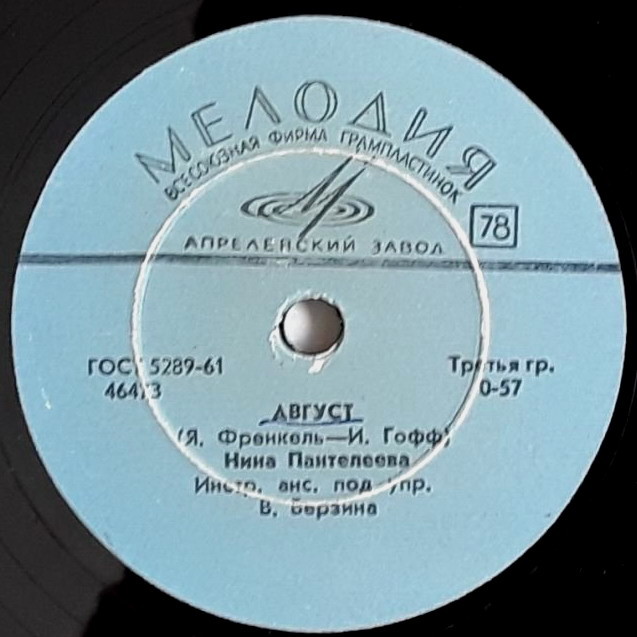 МЕЛОДИЯ
ВСЕСОЮЗНАЯ ФИРМА ГРАМПЛАСТИНОК
78
АПРЕЛЕВСКИЙ ЗАВОД
ГОСТ 5289-61
Третья гр.
0-57
АВГУСТ
(Я. Френкель—И. Гофф)
Нина Пантелеева
Инстр. анс. под упр.
В. Берзина